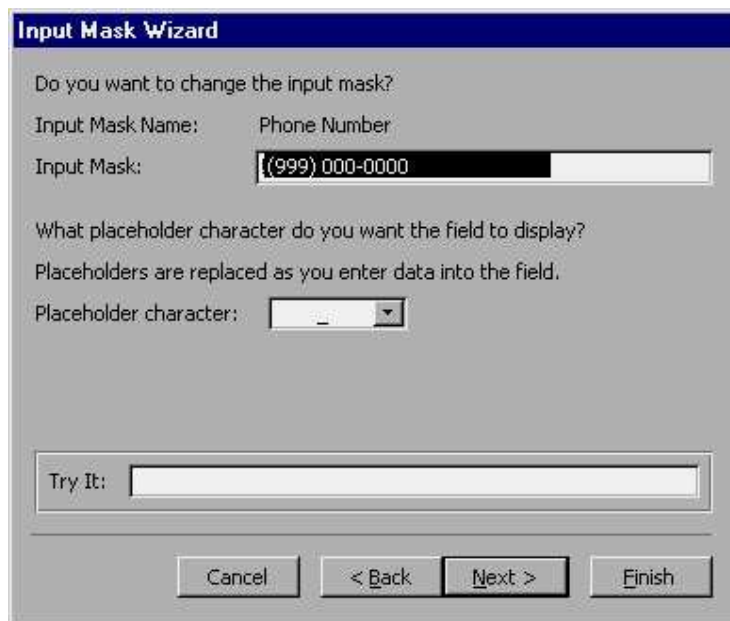 Input Mask Wizard
Do you want to change the input mask?
Input Mask Name: Phone Number
Input Mask: !(999) 000-0000
What placeholder character do you want the field to display?
Placeholders are replaced as you enter data into the field.
Placeholder character: _
Try It:
Cancel < Back Next > Finish